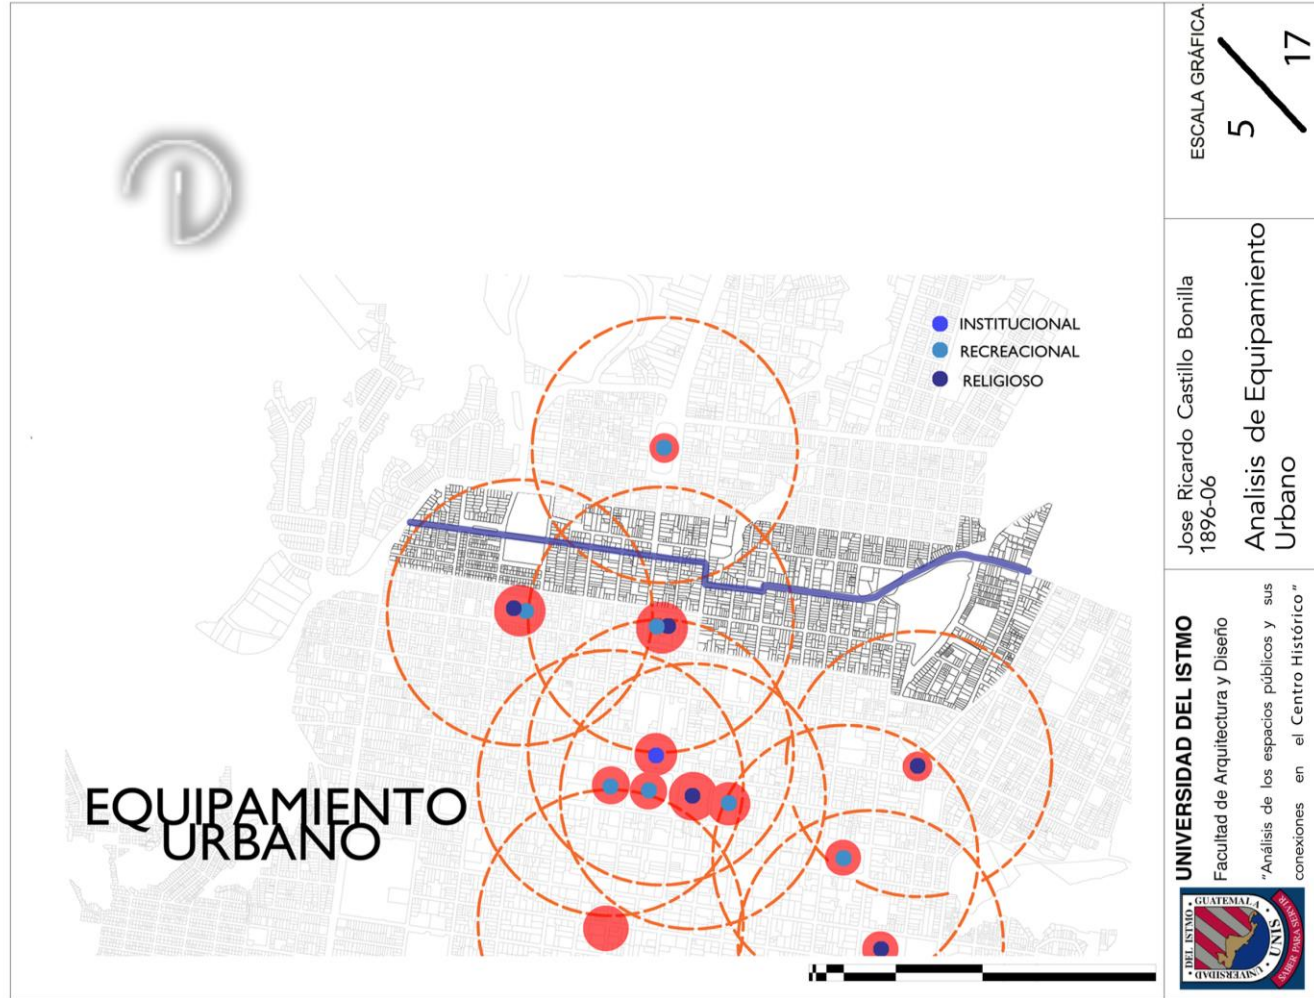 INSTITUCIONAL
RECREACIONAL
RELIGIOSO
EQUIPAMIENTO
URBANO
ESCALA GRÁFICA.
5 / 17
Jose Ricardo Castillo Bonilla
1896-06
Analisis de Equipamiento
Urbano
UNIVERSIDAD DEL ISTMO
Facultad de Arquitectura y Diseño
"Análisis de los espacios públicos y sus
conexiones en el Centro Histórico"
UNIVERSIDAD DEL ISTMO • GUATEMALA •
UNIS
SABER PARA SERVIR